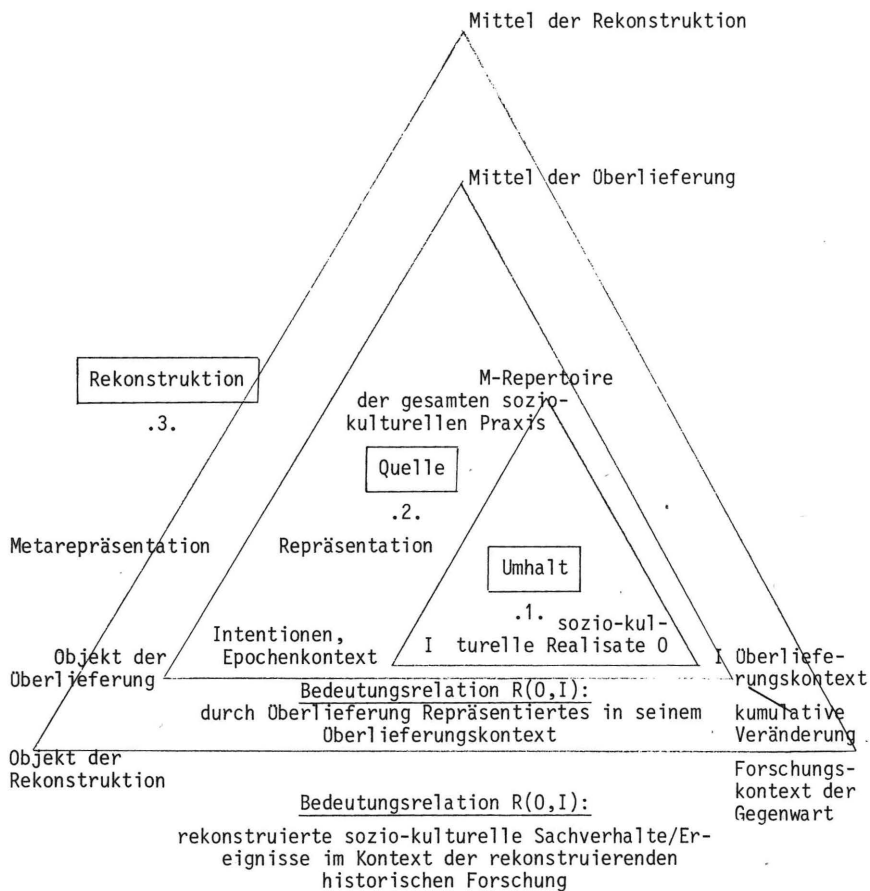 Mittel der Rekonstruktion
Mittel der Überlieferung
M-Repertoire
der gesamten sozio-
kulturellen Praxis
Rekonstruktion
.3.
Quelle
.2.
Metarepräsentation
Repräsentation
Umhalt
.1.
Intentionen,
Epochenkontext
I
sozio-kul-
turelle Realisate O
Objekt der
Überlieferung
I Überliefe-
rungskontext
Bedeutungsrelation R(O,I):
durch Überlieferung Repräsentiertes in seinem
Überlieferungskontext
kumulative
Veränderung
Objekt der
Rekonstruktion
Forschungs-
kontext der
Gegenwart
Bedeutungsrelation R(O,I):
rekonstruierte sozio-kulturelle Sachverhalte/Er-
eignisse im Kontext der rekonstruierenden
historischen Forschung